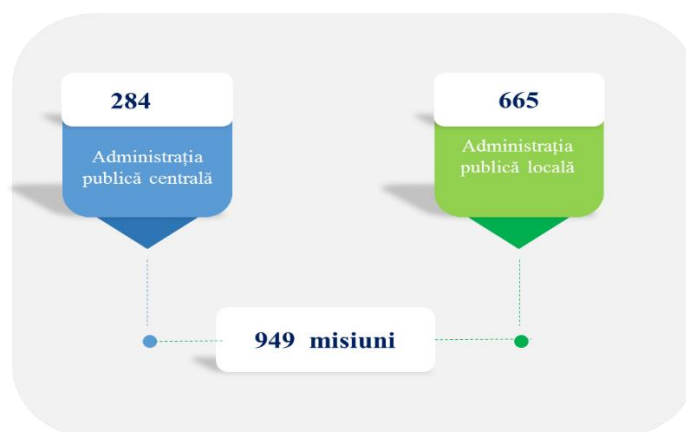 284
Administrația
publică centrală
665
Administrația
publică locală
949 misiuni